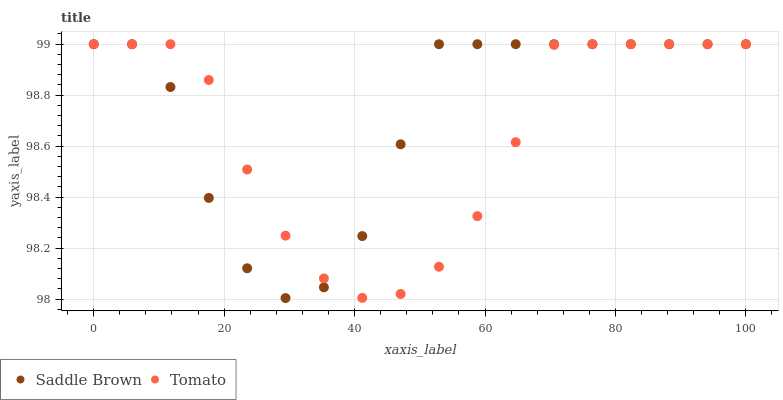 title
99
98.8
98.6
98.4
98.2
98
yaxis_label
0 20 40 60 80 100
xaxis_label
Saddle Brown Tomato